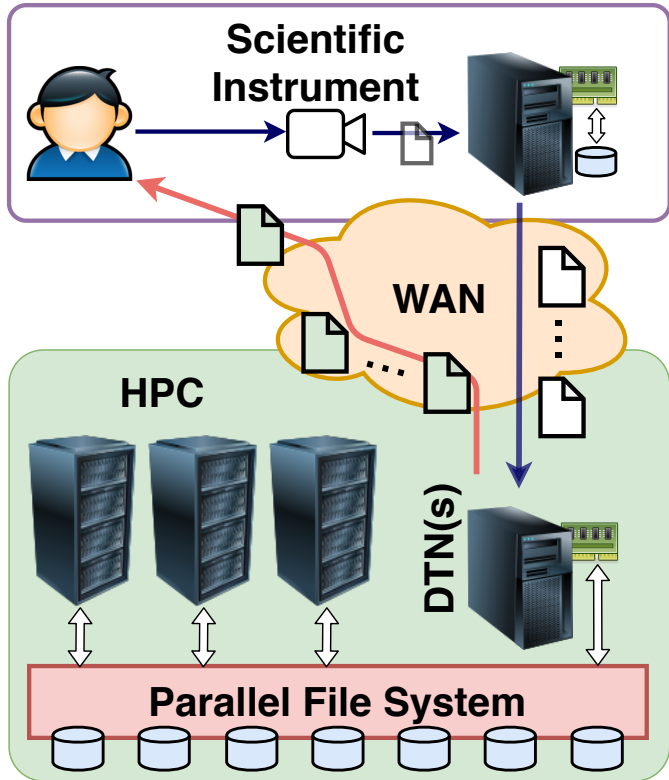 Scientific
Instrument
WAN
HPC
DTN(s)
Parallel File System